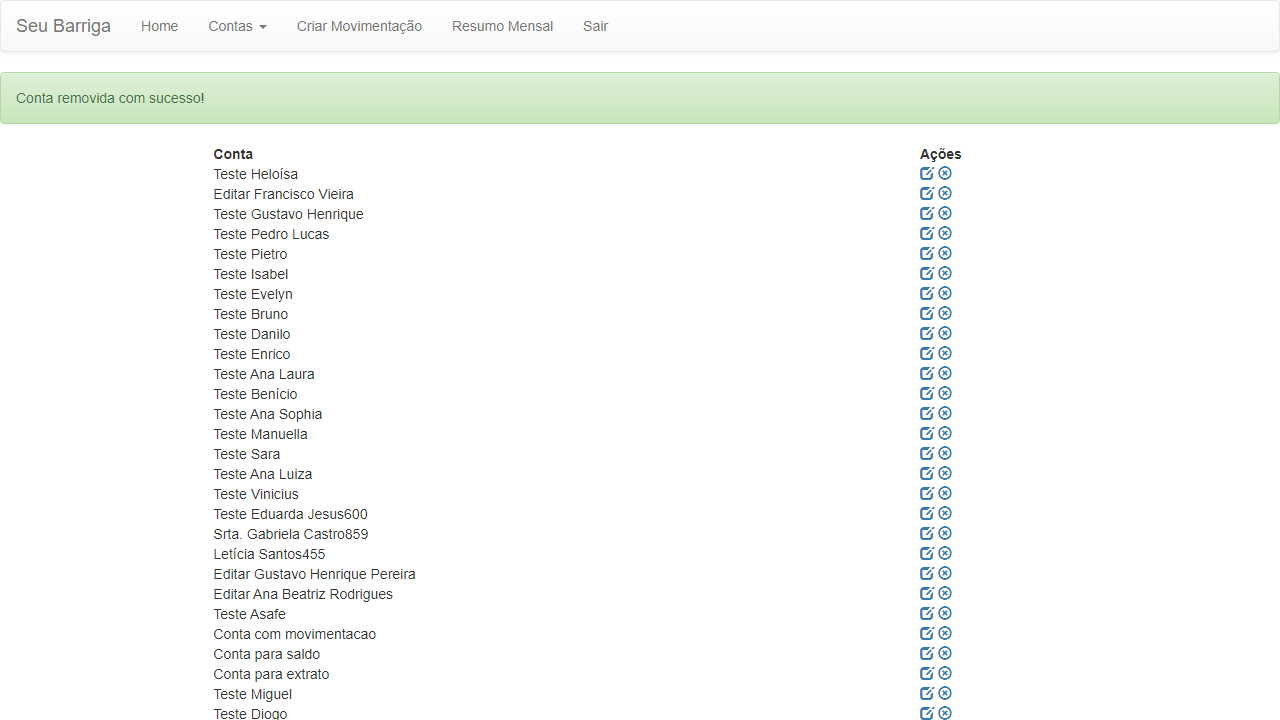 Seu Barriga Home Contas Criar Movimentação Resumo Mensal Sair
Conta removida com sucesso!
Conta Ações
Teste Heloísa
Editar Francisco Vieira
Teste Gustavo Henrique
Teste Pedro Lucas
Teste Pietro
Teste Isabel
Teste Evelyn
Teste Bruno
Teste Danilo
Teste Enrico
Teste Ana Laura
Teste Benício
Teste Ana Sophia
Teste Manuella
Teste Sara
Teste Ana Luiza
Teste Vinicius
Teste Eduarda Jesus600
Srta. Gabriela Castro859
Letícia Santos455
Editar Gustavo Henrique Pereira
Editar Ana Beatriz Rodrigues
Teste Asafe
Conta com movimentacao
Conta para saldo
Conta para extrato
Teste Miguel
Teste Diogo